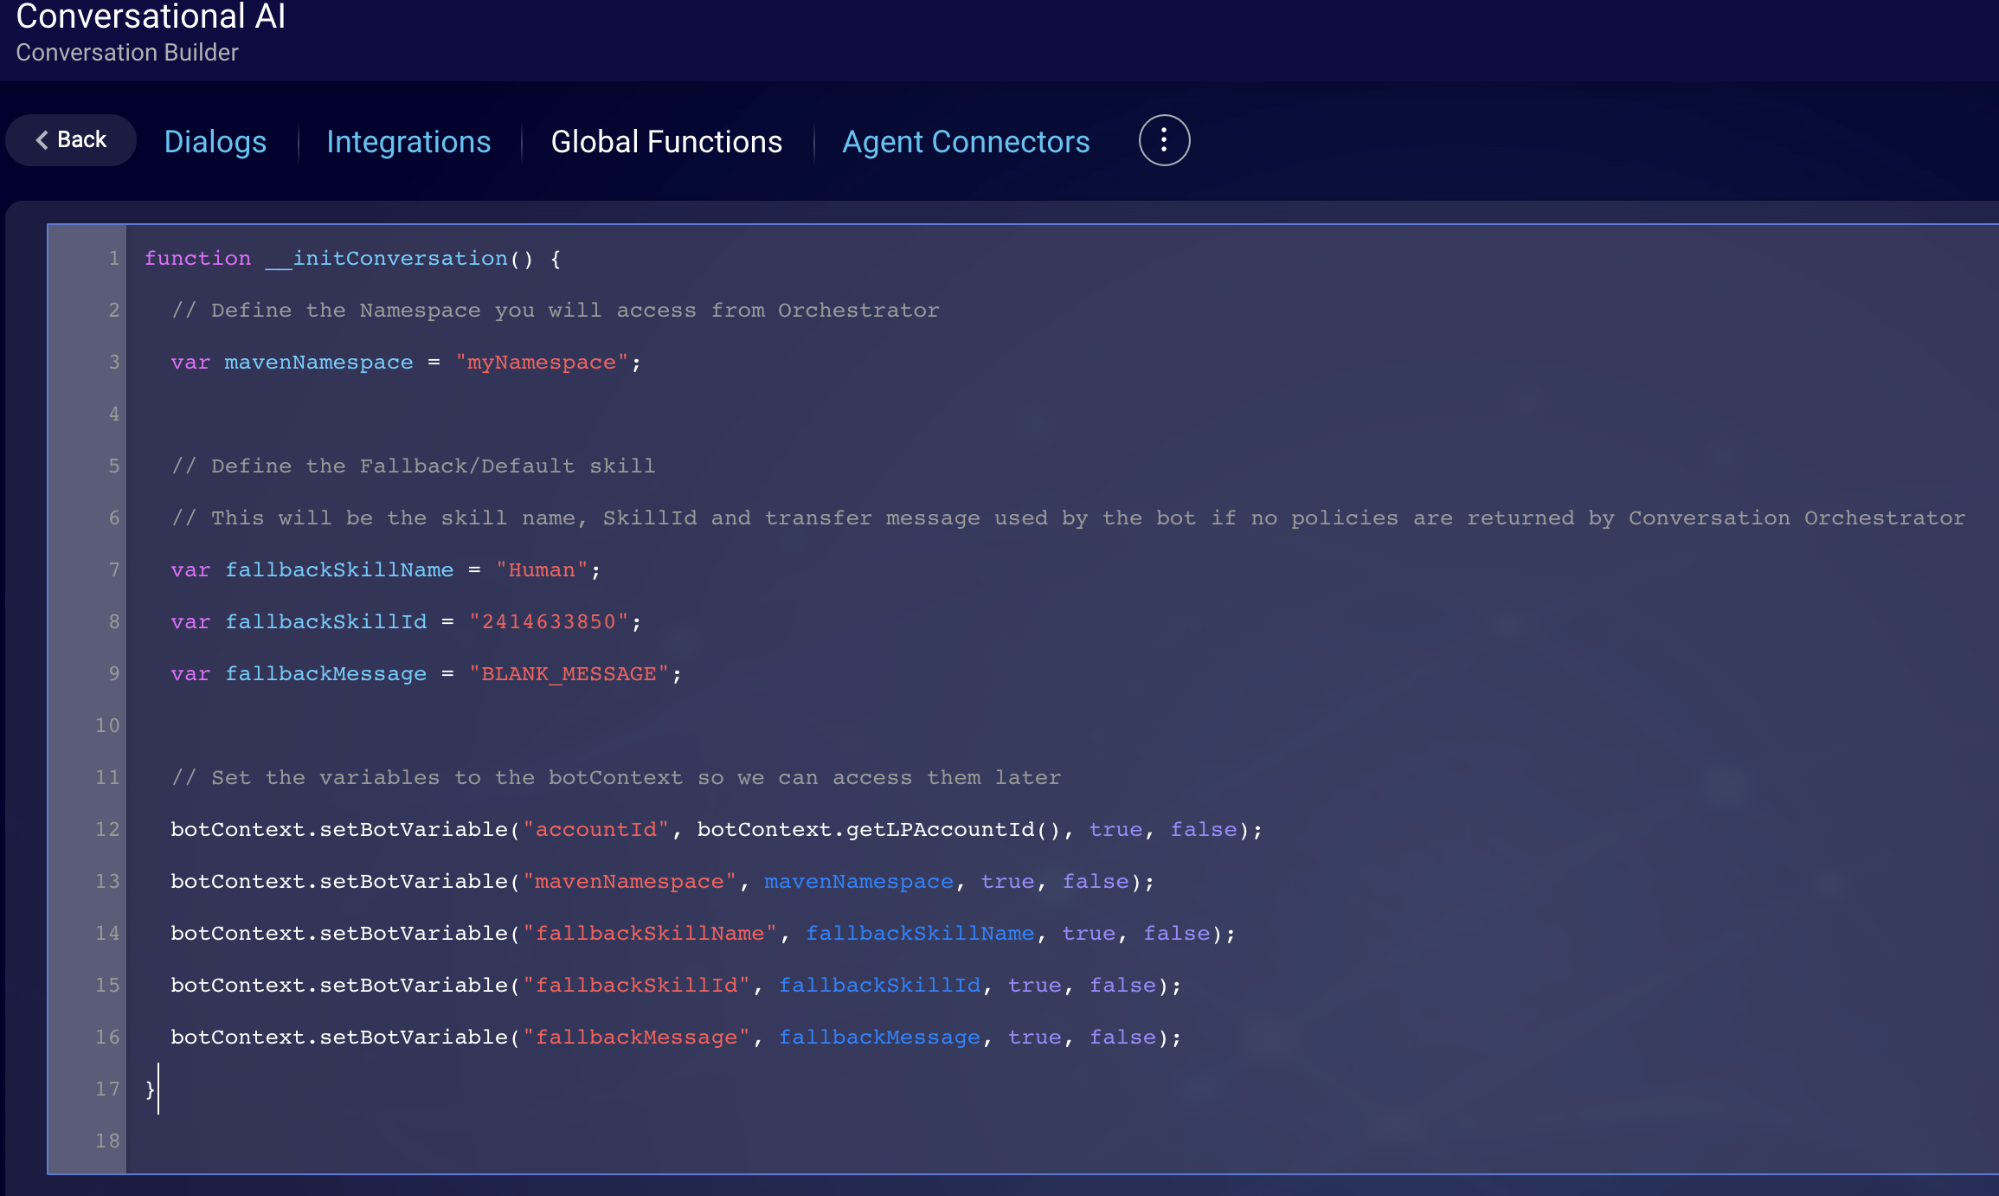 Conversational AI
Conversation Builder
Back Dialogs Integrations Global Functions Agent Connectors
1 function __initConversation() {
2 // Define the Namespace you will access from Orchestrator
3 var mavenNamespace = "myNamespace";
4
5 // Define the Fallback/Default skill
6 // This will be the skill name, SkillId and transfer message used by the bot if no policies are returned by Conversation Orchestrator
7 var fallbackSkillName = "Human";
8 var fallbackSkillId = "2414633850";
9 var fallbackMessage = "BLANK_MESSAGE";
10
11 // Set the variables to the botContext so we can access them later
12 botContext.setBotVariable("accountId", botContext.getLPAccountId(), true, false);
13 botContext.setBotVariable("mavenNamespace", mavenNamespace, true, false);
14 botContext.setBotVariable("fallbackSkillName", fallbackSkillName, true, false);
15 botContext.setBotVariable("fallbackSkillId", fallbackSkillId, true, false);
16 botContext.setBotVariable("fallbackMessage", fallbackMessage, true, false);
17 }
18